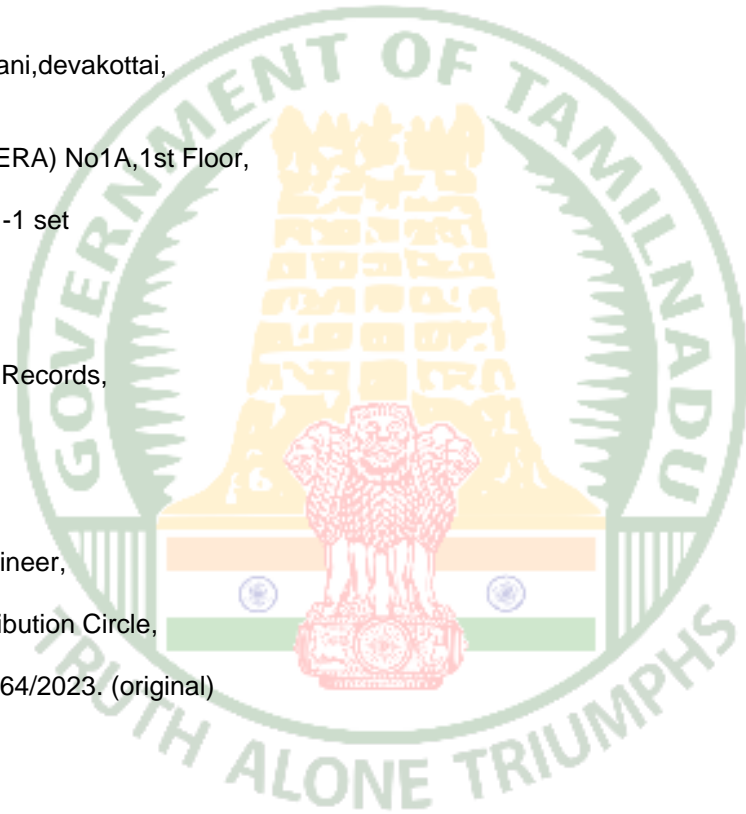 ani,devakottai,
ERA) No1A,1st Floor,
-1 set
Records,
ineer,
ibution Circle,
64/2023. (original)
GOVERNMENT OF TAMILNADU
TRUTH ALONE TRIUMPHS